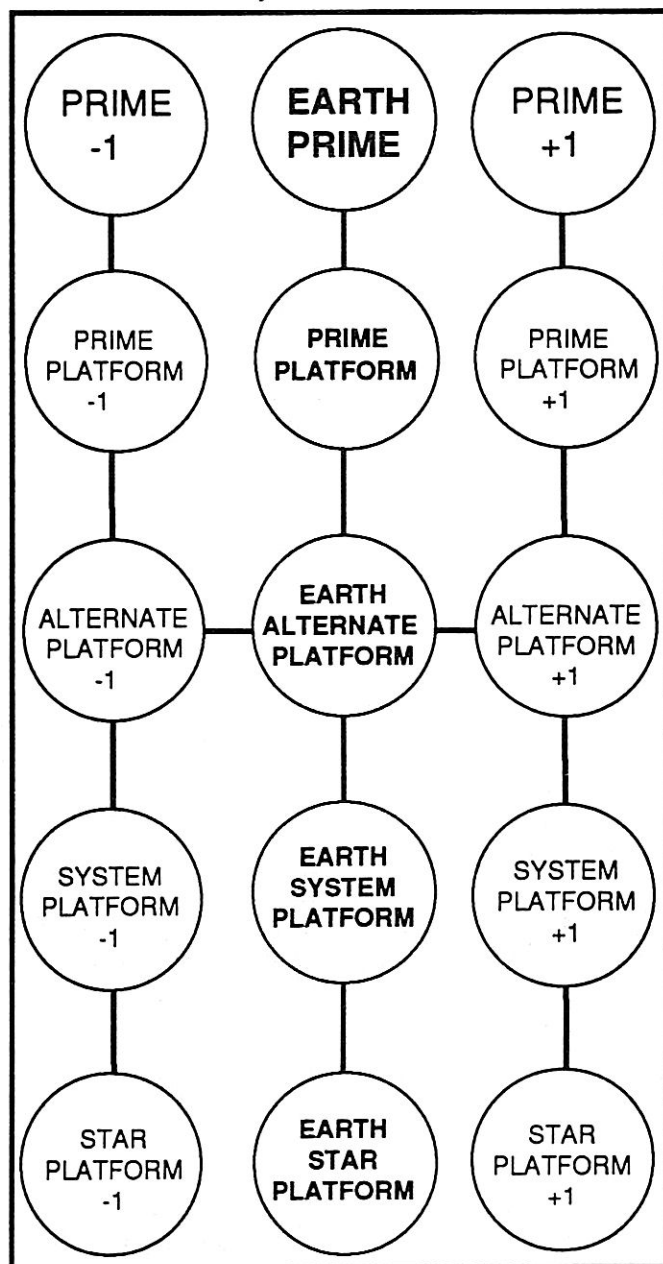 PRIME
-1
EARTH
PRIME
PRIME
+1
PRIME
PLATFORM
-1
PRIME
PLATFORM
PRIME
PLATFORM
+1
ALTERNATE
PLATFORM
-1
EARTH
ALTERNATE
PLATFORM
ALTERNATE
PLATFORM
+1
SYSTEM
PLATFORM
-1
EARTH
SYSTEM
PLATFORM
SYSTEM
PLATFORM
+1
STAR
PLATFORM
-1
EARTH
STAR
PLATFORM
STAR
PLATFORM
+1